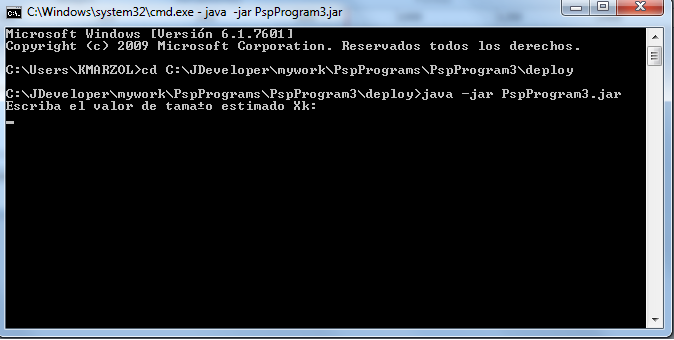 C:\Windows\system32\cmd.exe - java -jar PspProgram3.jar
Microsoft Windows [Versión 6.1.7601]
Copyright (c) 2009 Microsoft Corporation. Reservados todos los derechos.
C:\Users\KMARZOL>cd C:\JDeveloper\mywork\PspPrograms\PspProgram3\deploy
C:\JDeveloper\mywork\PspPrograms\PspProgram3\deploy>java -jar PspProgram3.jar
Escriba el valor de tama±o estimado Xk: